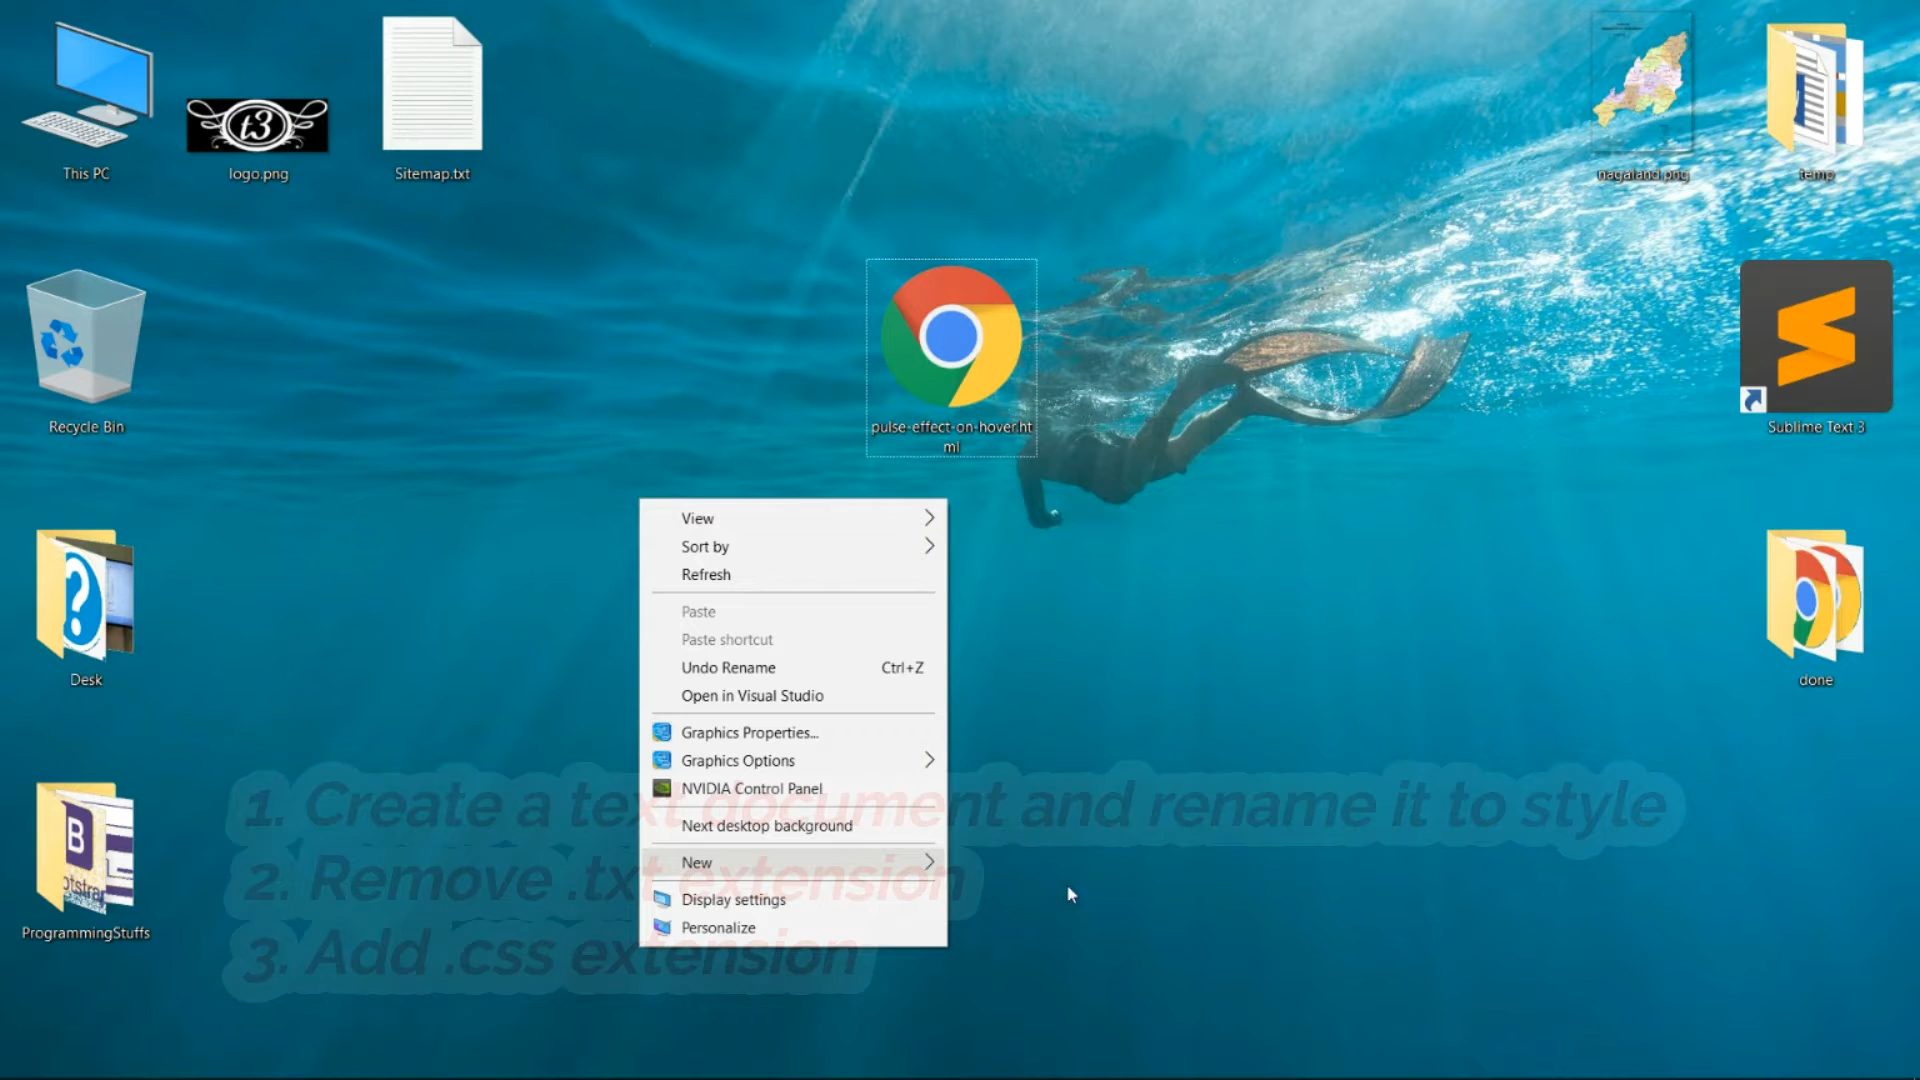 This PC
logo.png
t3
Sitemap.txt
nagaland.png
temp
Recycle Bin
pulse-effect-on-hover.ht
ml
Sublime Text 3
Desk
done
ProgrammingStuffs
B
View
Sort by
Refresh
Paste
Paste shortcut
Undo Rename Ctrl+Z
Open in Visual Studio
Graphics Properties...
Graphics Options
NVIDIA Control Panel
Next desktop background
New
Display settings
Personalize
1. Create a text document and rename it to style
2. Remove .txt extension
3. Add .css extension